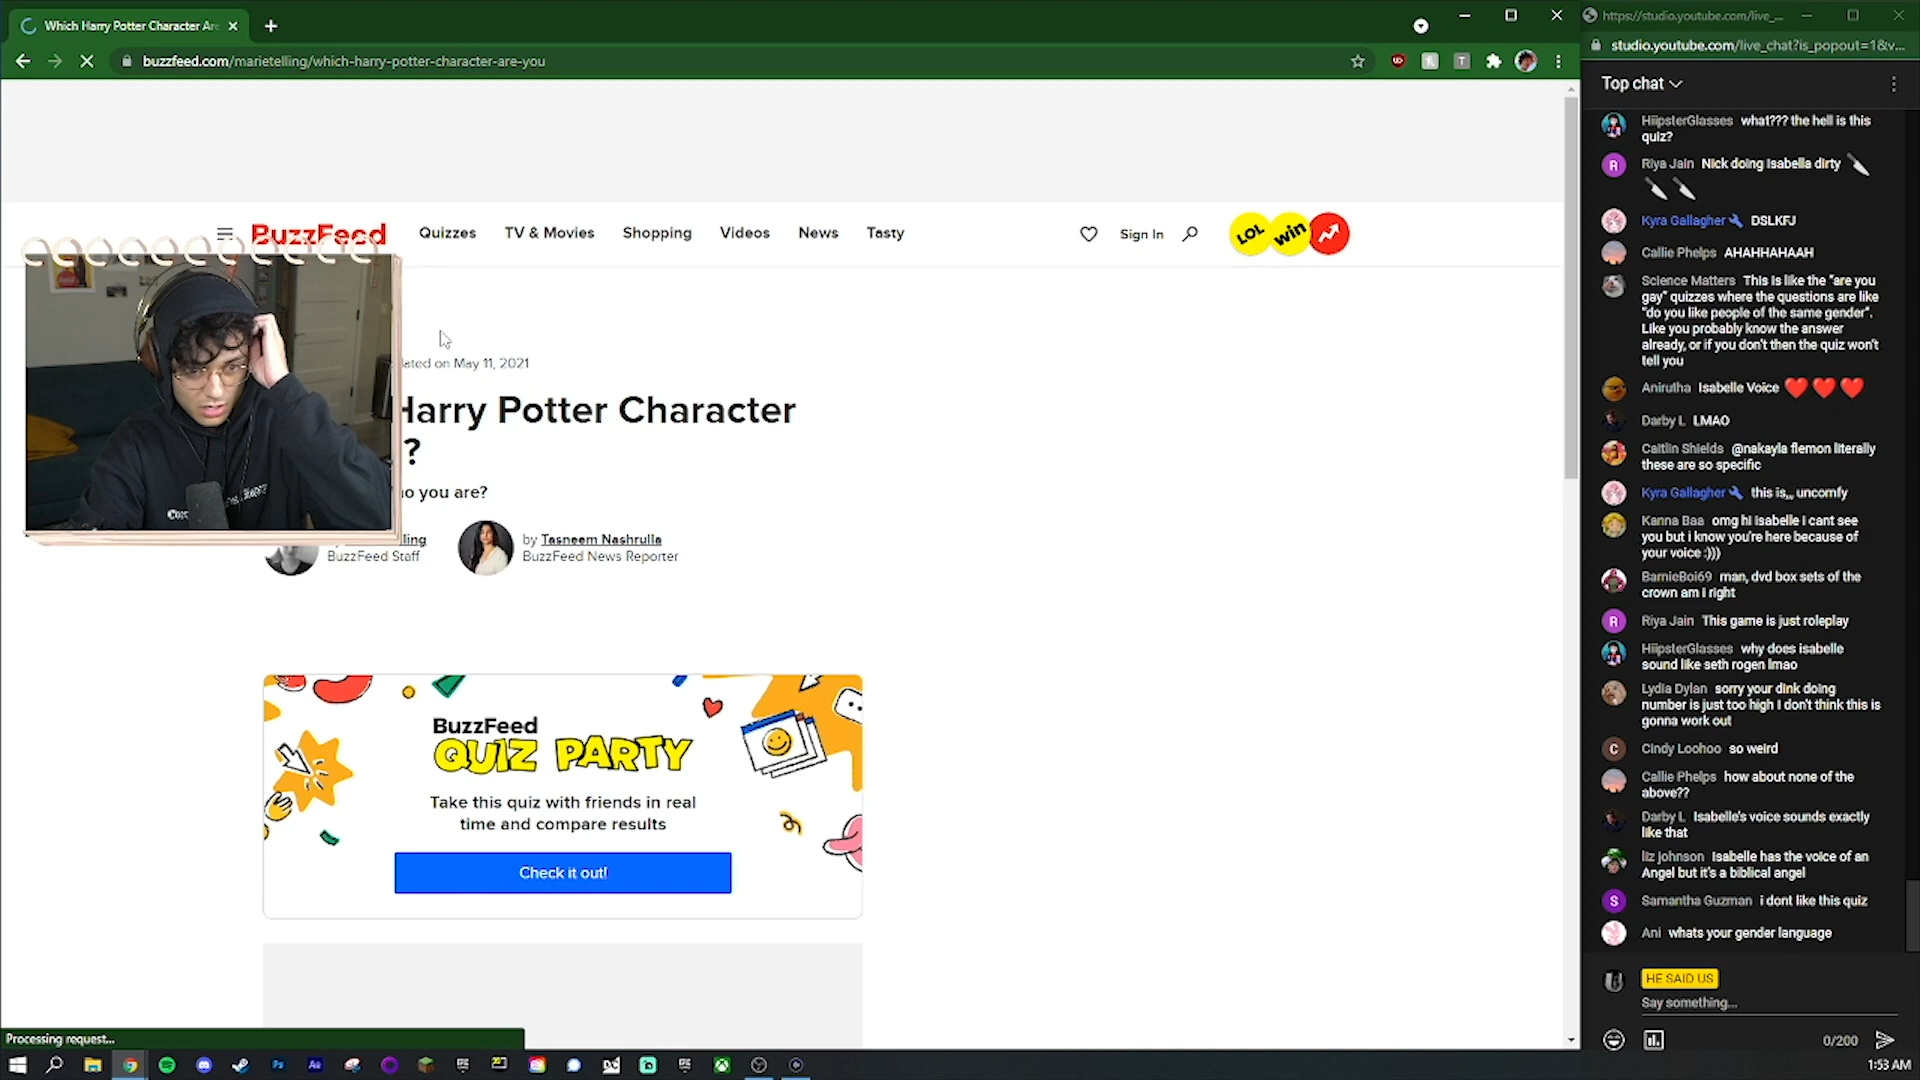 Which Harry Potter Character Are
https://studio.youtube.com/live_...
buzzfeed.com/marietelling/which-harry-potter-character-are-you
studio.youtube.com/live_chat?is_popout=1&v...
Top chat
BuzzFeed
Quizzes
TV & Movies
Shopping
Videos
News
Tasty
Sign In
LOL
win
ated on May 11, 2021
Harry Potter Character
?
o you are?
ling
BuzzFeed Staff
by Tasneem Nashrulla
BuzzFeed News Reporter
BuzzFeed
QUIZ PARTY
Take this quiz with friends in real
time and compare results
Check it out!
Processing request...
HiipsterGlasses what??? the hell is this
quiz?
R
Riya Jain Nick doing Isabella dirty
Kyra Gallagher DSLKFJ
Callie Phelps AHAHHAHAAH
Science Matters This is like the "are you
gay" quizzes where the questions are like
"do you like people of the same gender".
Like you probably know the answer
already, or if you don't then the quiz won't
tell you
Anirutha Isabelle Voice
Darby L LMAO
Caitlin Shields @nakayla flemon literally
these are so specific
Kyra Gallagher this is,,, uncomfy
Kanna Baa omg hi Isabelle i cant see
you but i know you're here because of
your voice :)))
BarnieBoi69 man, dvd box sets of the
crown am i right
R
Riya Jain This game is just roleplay
HiipsterGlasses why does isabelle
sound like seth rogen lmao
Lydia Dylan sorry your dink doing
number is just too high I don't think this is
gonna work out
C
Cindy Loohoo so weird
Callie Phelps how about none of the
above??
Darby L Isabelle's voice sounds exactly
like that
liz johnson Isabelle has the voice of an
Angel but it's a biblical angel
S
Samantha Guzman i dont like this quiz
Ani whats your gender language
HE SAID US
Say something...
0/200
1:53 AM